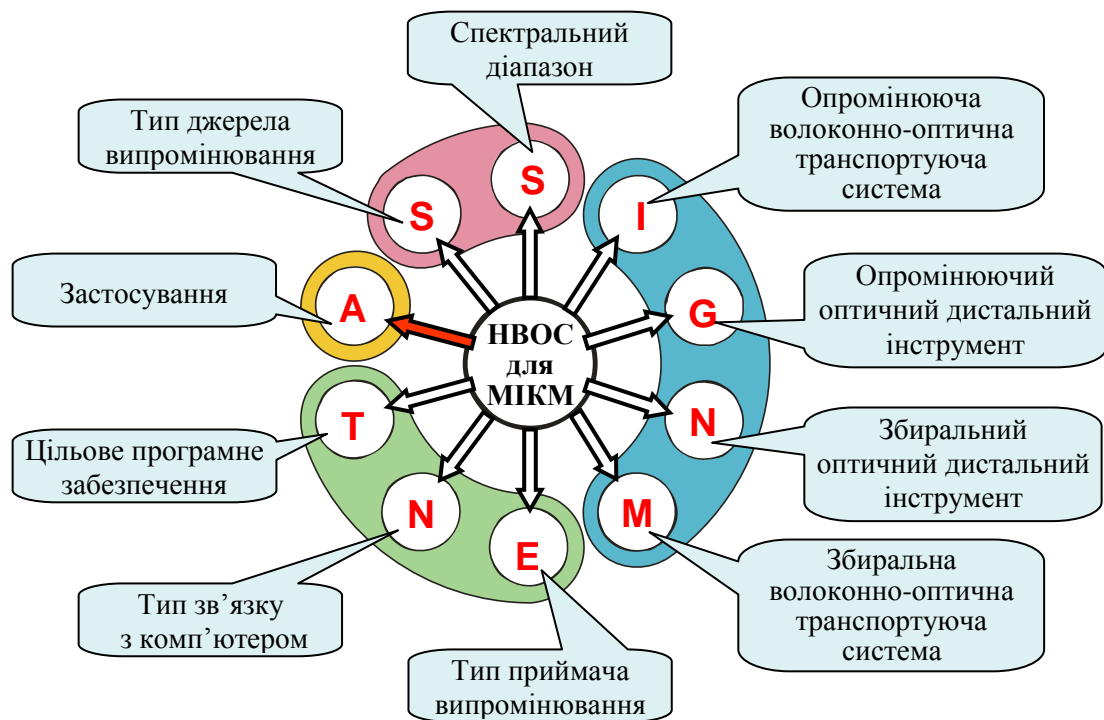 Спектральний
діапазон
Тип джерела
випромінювання
Опромінююча
волоконно-оптична
транспортуюча
система
S
S
I
Застосування
A
G
Опромінюючий
оптичний дистальний
інструмент
НВОС
для
МІКМ
Цільове програмне
забезпечення
T
N
Збиральний
оптичний дистальний
інструмент
N
E
M
Тип зв’язку
з комп’ютером
Тип приймача
випромінювання
Збиральна
волоконно-оптична
транспортуюча
система